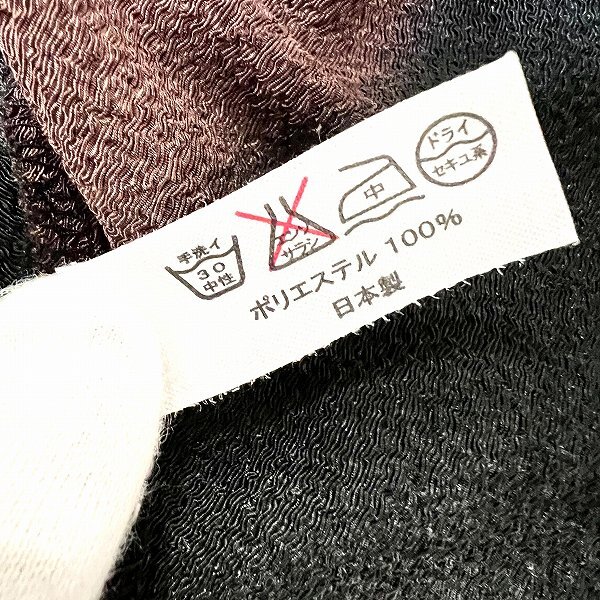 手洗イ
30
中性
エンソ
サラシ
中
ドライ
セキユ系
ポリエステル 100%
日本製